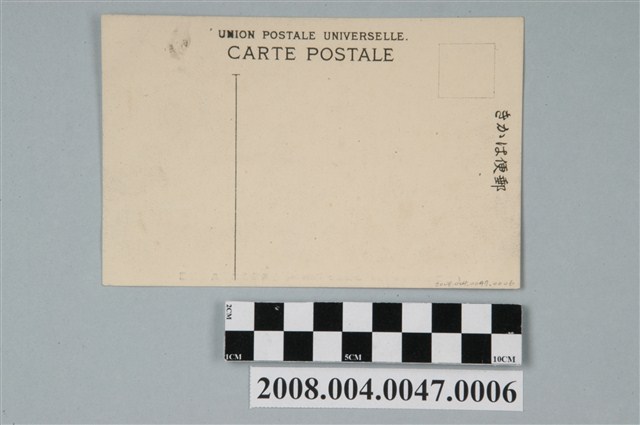 UNION POSTALE UNIVERSELLE.
CARTE POSTALE
きかは便郵
2CM
1CM
5CM
10CM
2008.004.0047.0006